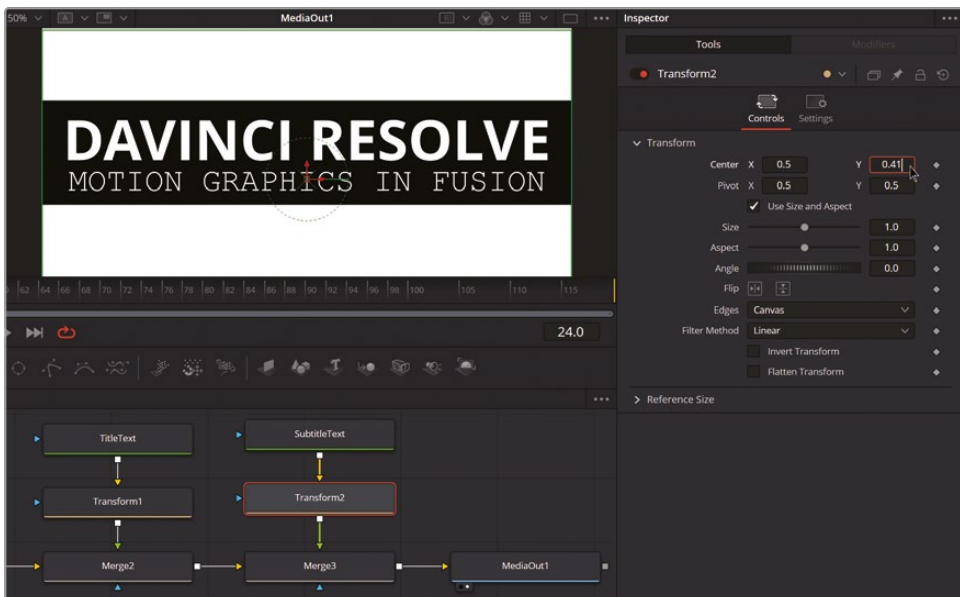 50%
MediaOut1
DAVINCI RESOLVE
MOTION GRAPHICS IN FUSION
62 64 66 68 70 72 74 76 78 80 82 84 86 88 90 92 94 96 98 100 105 110 115
24.0
TitleText
SubtitleText
Transform1
Transform2
Merge2
Merge3
MediaOut1
Inspector
Tools
Modifiers
Transform2
Controls
Settings
Transform
Center X 0.5 Y 0.41
Pivot X 0.5 Y 0.5
Use Size and Aspect
Size 1.0
Aspect 1.0
Angle 0.0
Flip
Edges Canvas
Filter Method Linear
Invert Transform
Flatten Transform
Reference Size